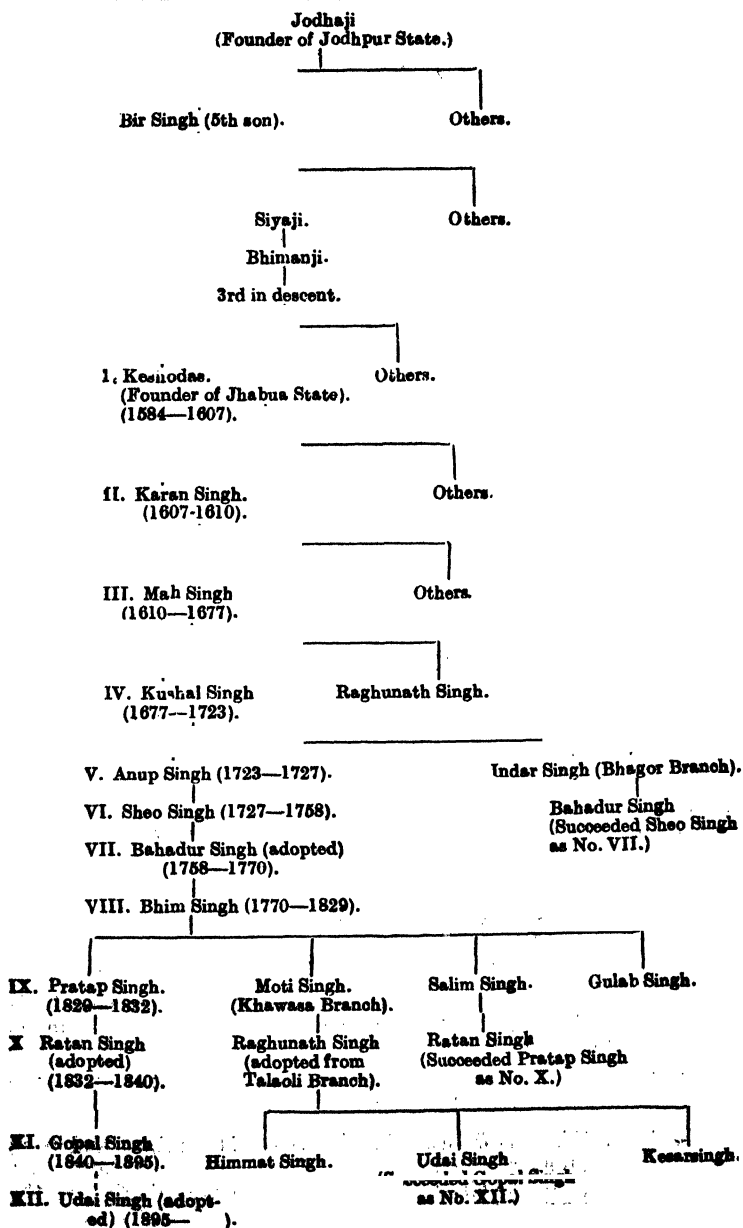 Jodhaji
(Founder of Jodhpur State.)
Bir Singh (5th son).
Others.
Siyaji.
Others.
Bhimanji.
3rd in descent.
I. Keshodas.
(Founder of Jhabua State).
(1584—1607).
Others.
II. Karan Singh.
(1607-1610).
Others.
III. Mah Singh
(1610—1677).
Others.
IV. Kushal Singh
(1677—1723).
Raghunath Singh.
V. Anup Singh (1723—1727).
Indar Singh (Bhagor Branch).
VI. Sheo Singh (1727—1758).
Bahadur Singh
(Succeeded Sheo Singh
as No. VII.)
VII. Bahadur Singh (adopted)
(1758—1770).
VIII. Bhim Singh (1770—1829).
IX. Pratap Singh.
(1829—1832).
Moti Singh.
(Khawasa Branch).
Salim Singh.
Gulab Singh.
X Ratan Singh
(adopted)
(1832—1840).
Raghunath Singh
(adopted from
Talaoli Branch).
Ratan Singh
(Succeeded Pratap Singh
as No. X.)
XI. Gopal Singh
(1840—1895).
Himmat Singh.
Udai Singh
(Succeeded Gopal Singh
as No. XII.)
Kesarsingh.
XII. Udai Singh (adopt-
ed) (1895— ).